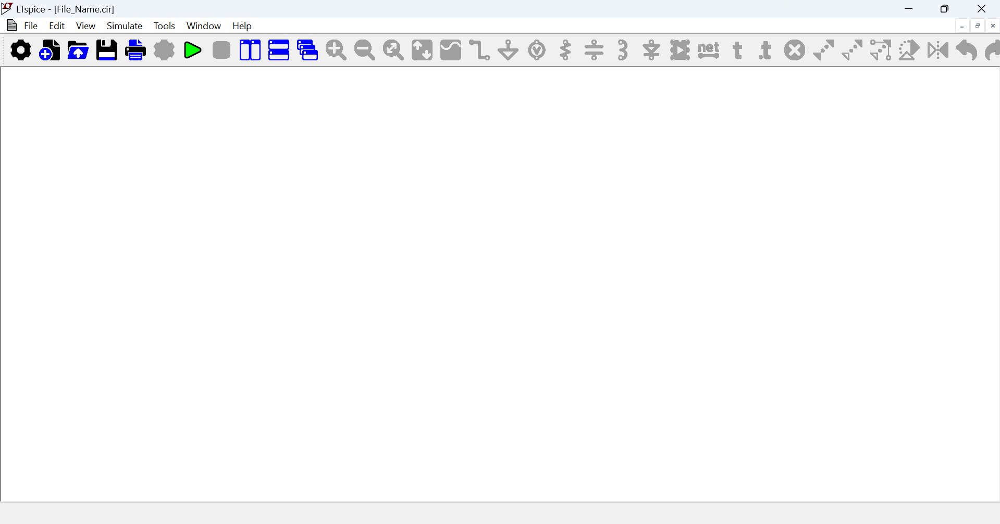 LTspice - [File_Name.cir]
File Edit View Simulate Tools Window Help
net t .t